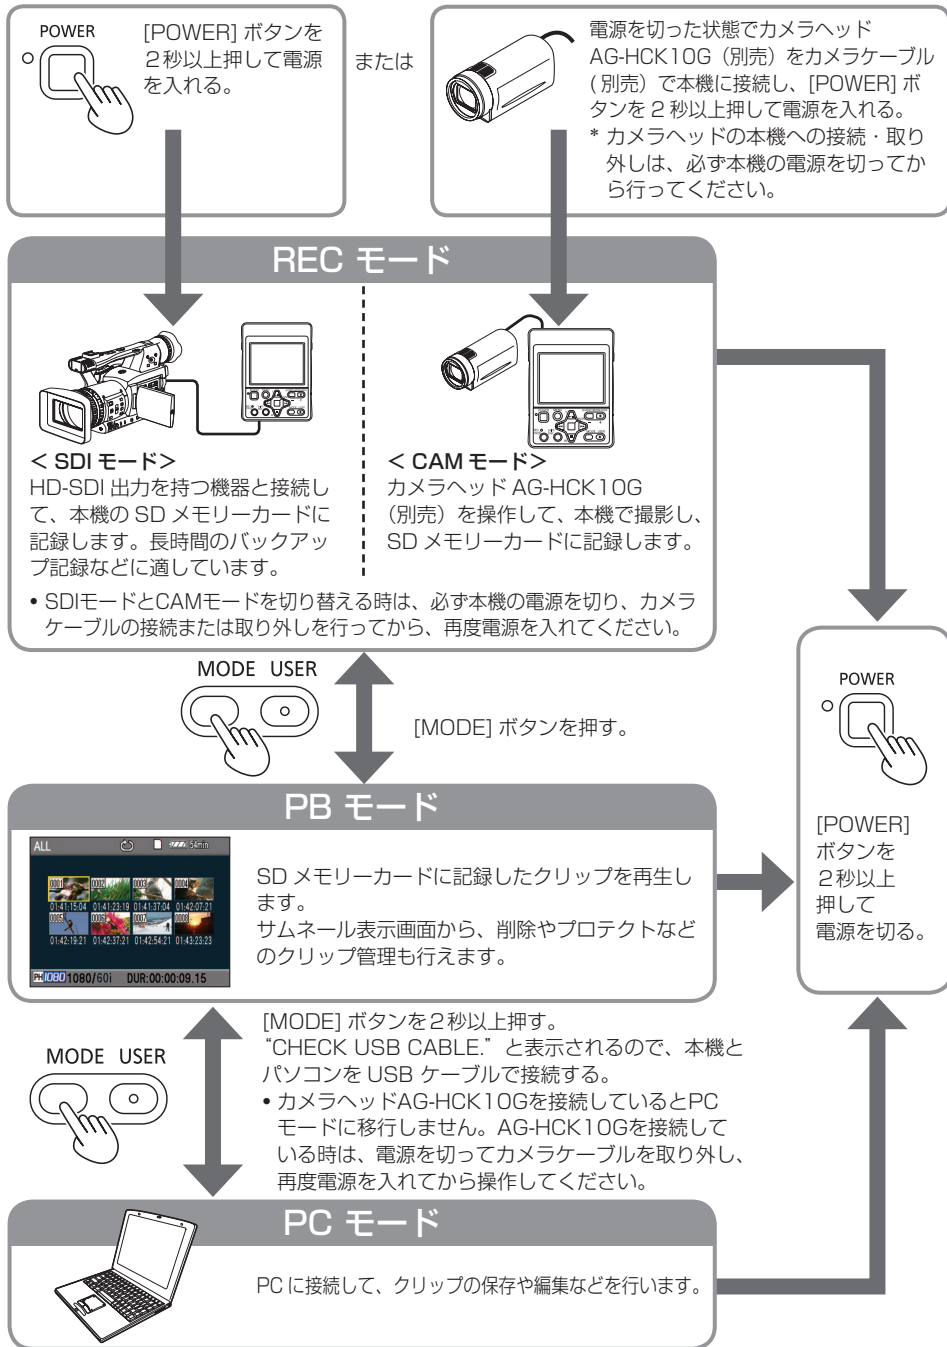 POWER
[POWER] ボタンを
2秒以上押して電源
を入れる。
または
電源を切った状態でカメラヘッド
AG-HCK10G（別売）をカメラケーブル
(別売）で本機に接続し、[POWER] ボ
タンを 2 秒以上押して電源を入れる。
* カメラヘッドの本機への接続・取り
外しは、必ず本機の電源を切ってか
ら行ってください。
REC モード
＜ SDI モード＞
HD-SDI 出力を持つ機器と接続し
て、本機の SD メモリーカードに
記録します。長時間のバックアッ
プ記録などに適しています。
＜ CAM モード＞
カメラヘッド AG-HCK10G
（別売）を操作して、本機で撮影し、
SD メモリーカードに記録します。
• SDIモードとCAMモードを切り替える時は、必ず本機の電源を切り、カメラ
ケーブルの接続または取り外しを行ってから、再度電源を入れてください。
MODE USER
[MODE] ボタンを押す。
PB モード
ALL
54min
0001 0002 0003 0004
01:41:15:04 01:41:23:19 01:41:37:04 01:42:07:21
0005 0006 0007 0008
01:42:19:21 01:42:37:21 01:42:54:21 01:43:23:23
PH 1080 1080/60i DUR:00:00:09.15
SD メモリーカードに記録したクリップを再生し
ます。
サムネール表示画面から、削除やプロテクトなど
のクリップ管理も行えます。
POWER
[POWER]
ボタンを
2秒以上
押して
電源を切る。
MODE USER
[MODE] ボタンを2秒以上押す。
“CHECK USB CABLE.” と表示されるので、本機と
パソコンを USB ケーブルで接続する。
• カメラヘッドAG-HCK10Gを接続しているとPC
モードに移行しません。AG-HCK10Gを接続して
いる時は、電源を切ってカメラケーブルを取り外し、
再度電源を入れてから操作してください。
PC モード
PC に接続して、クリップの保存や編集などを行います。